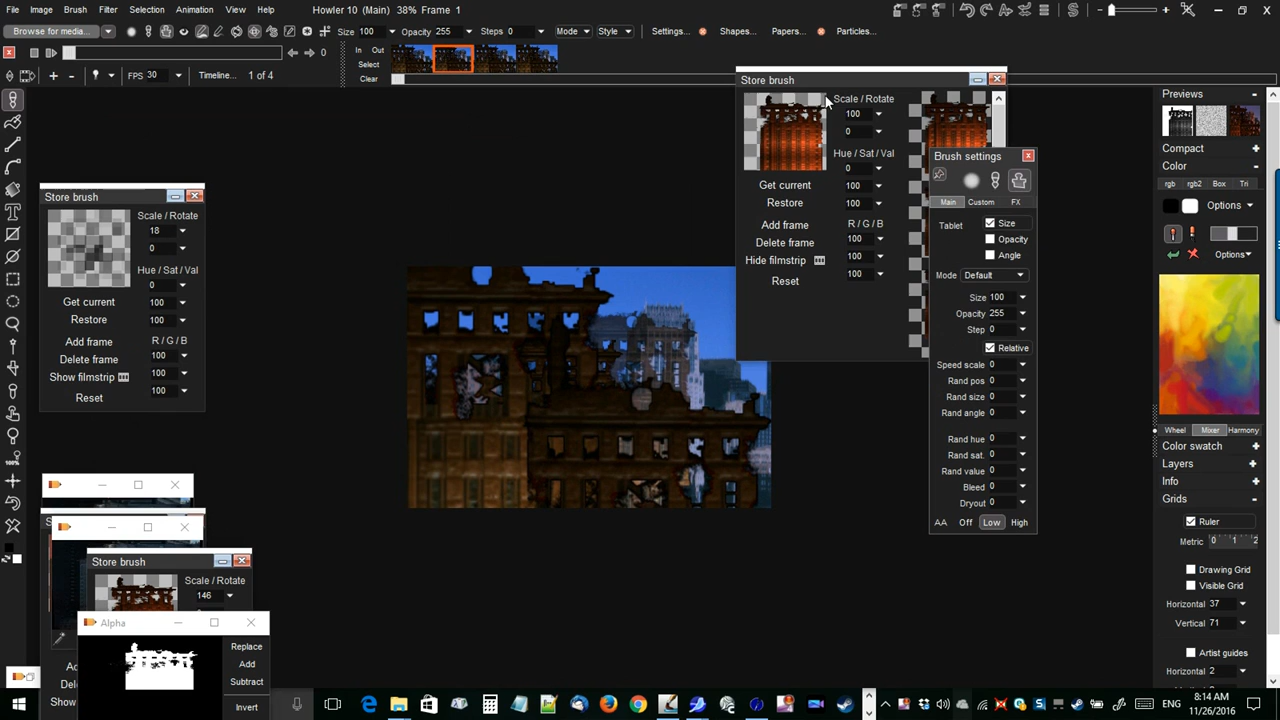 Image File Filter Selection Animation Window Help Howler 10 (Main) 38% Frame 1
Browse for media... Size 100 Opacity 255 Steps 0 Mode Style Settings... Shapes... Papers... Particles...
0 In Out
Select
Clear
FPS 30 Timeline... 1 of 4
Store brush
Scale / Rotate
100
0
Hue / Sat / Val
0
Get current 100
Restore 100
Add frame R / G / B
Delete frame 100
Hide filmstrip 100
Reset 100
Store brush
Scale / Rotate
18
0
Hue / Sat / Val
0
Get current 100
Restore 100
Add frame R / G / B
Delete frame 100
Show filmstrip 100
Reset 100
Brush settings
Main Custom FX
Tablet Size
Opacity
Angle
Mode Default
Size 100
Opacity 255
Step 0
Relative
Speed scale 0
Rand pos 0
Rand size 0
Rand angle 0
Rand hue 0
Rand sat. 0
Rand value 0
Bleed 0
Dryout 0
AA Off Low High
Previews
Compact
Color
rgb rgb2 Box Tri
Options
Options
Wheel Mixer Harmony
Color swatch
Layers
Info
Grids
Ruler
Metric 0 1 2
Drawing Grid
Visible Grid
Horizontal 37
Vertical 71
Artist guides
Horizontal 2
100%
Store brush
Scale / Rotate
146
Alpha
Replace
Add
Subtract
Invert
Ad
Del
Show
ENG 8:14 AM
11/26/2016